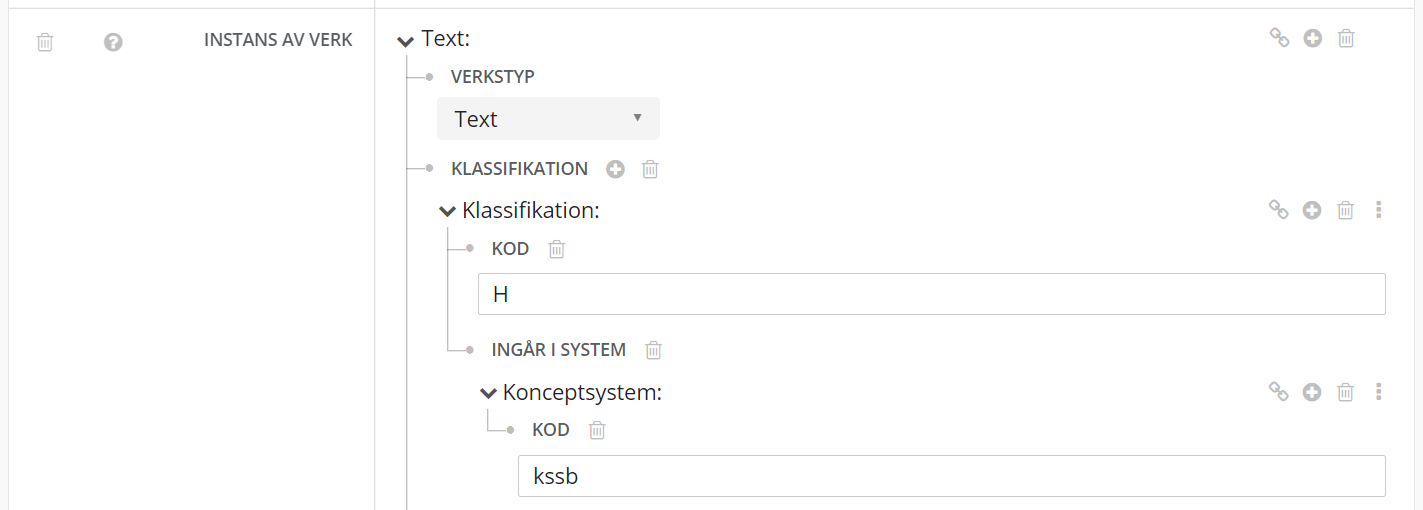 INSTANS AV VERK
Text:
VERKSTYP
Text
KLASSIFIKATION
Klassifikation:
KOD
H
INGÅR I SYSTEM
Konceptsystem:
KOD
kssb